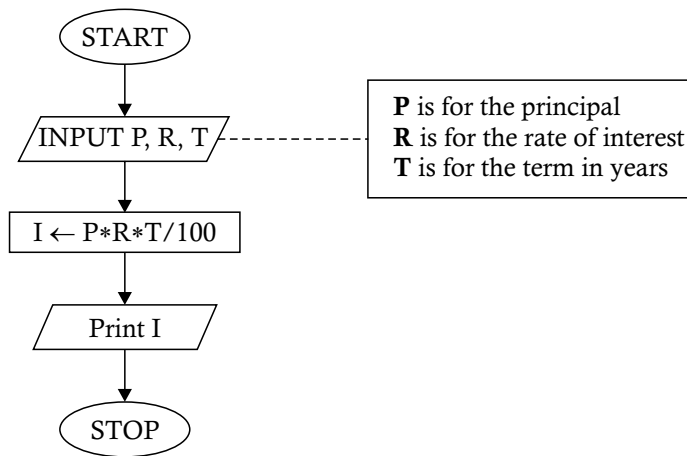 START
INPUT P, R, T
P is for the principal
R is for the rate of interest
T is for the term in years
I ← P*R*T/100
Print I
STOP